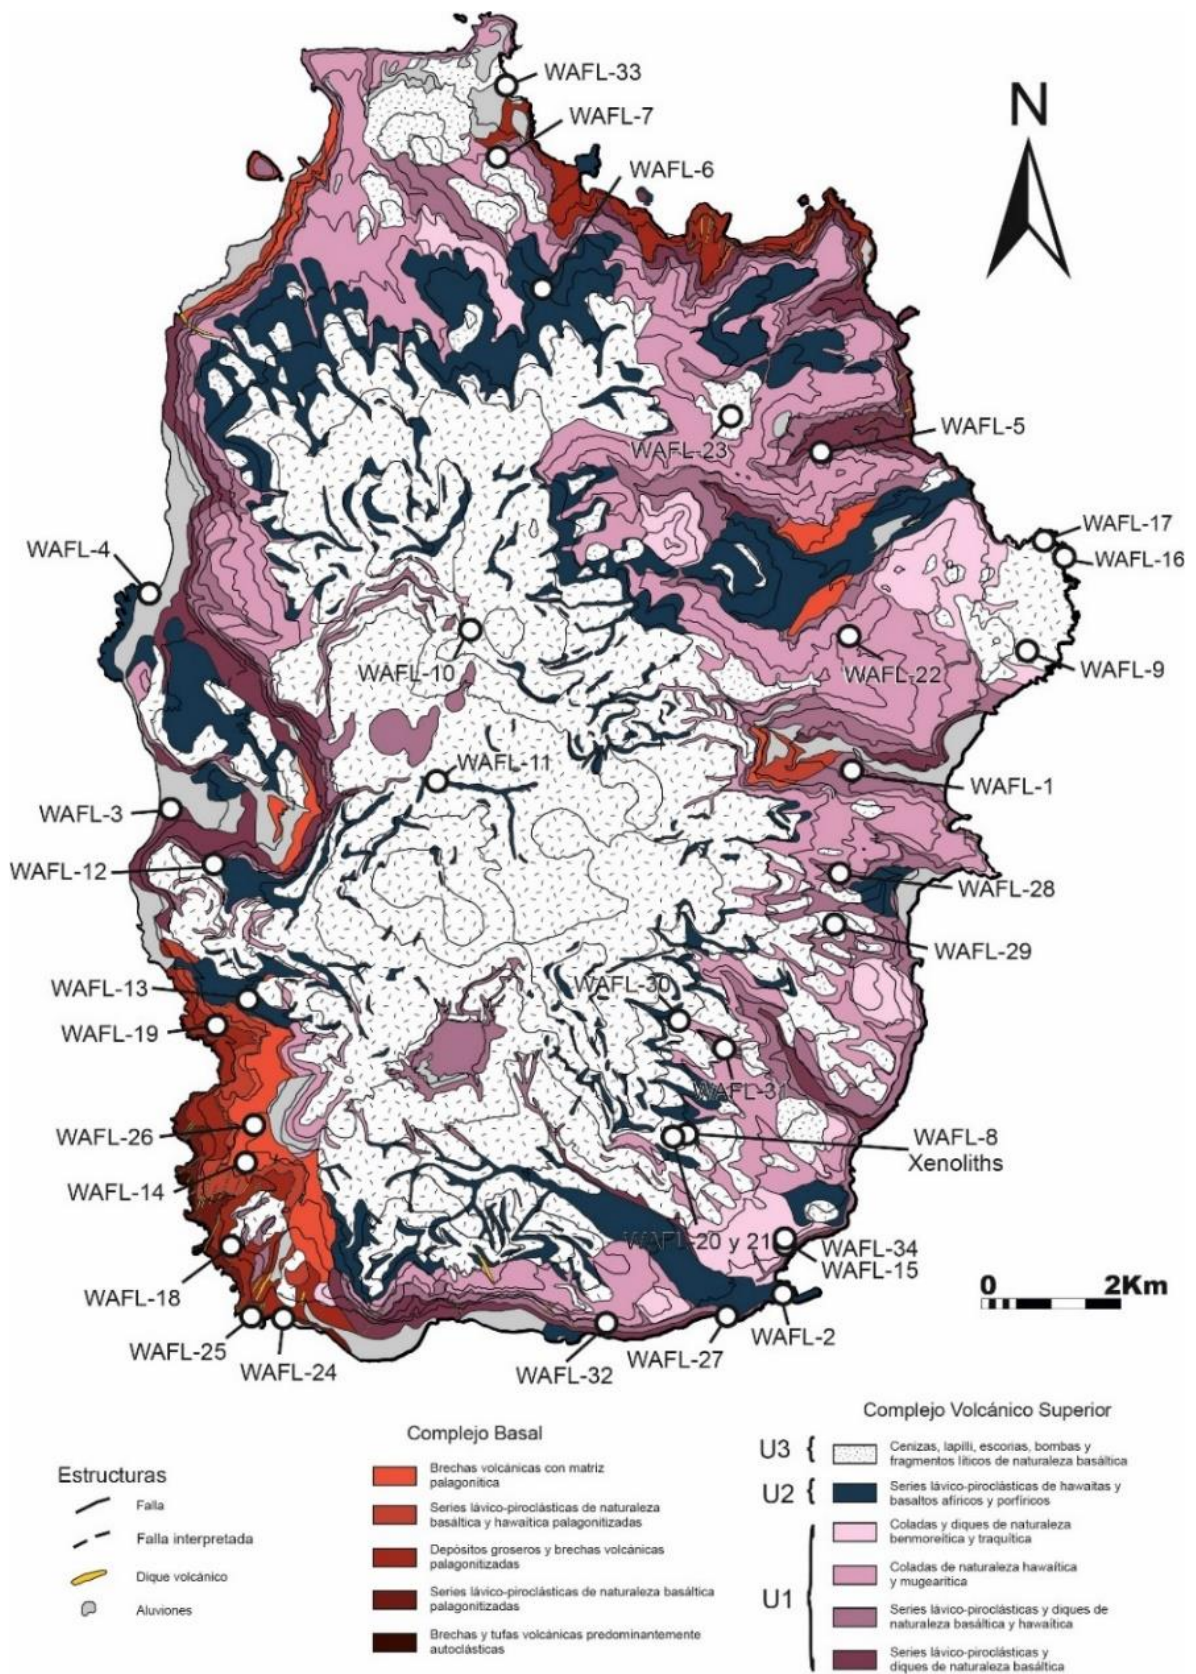 WAFL-33
N
WAFL-7
WAFL-6
WAFL-5
WAFL-23
WAFL-17
WAFL-16
WAFL-4
WAFL-10
WAFL-22
WAFL-9
WAFL-11
WAFL-1
WAFL-3
WAFL-12
WAFL-28
WAFL-29
WAFL-30
WAFL-13
WAFL-19
WAFL-31
WAFL-26
WAFL-8
Xenoliths
WAFL-14
WAFL-20 y 21
WAFL-34
WAFL-15
WAFL-18
0 2Km
WAFL-2
WAFL-25
WAFL-24
WAFL-32
WAFL-27
Estructuras
Falla
Falla interpretada
Dique volcánico
Aluviones
Complejo Basal
Brechas volcánicas con matriz
palagonítica
Series lávico-piroclásticas de naturaleza
basáltica y hawaítica palagonitizadas
Depósitos groseros y brechas volcánicas
palagonitizadas
Series lávico-piroclásticas de naturaleza basáltica
palagonitizadas
Brechas y tufas volcánicas predominantemente
autoclásticas
Complejo Volcánico Superior
U3 {
Cenizas, lapilli, escorias, bombas y
fragmentos líticos de naturaleza basáltica
U2 {
Series lávico-piroclásticas de hawaitas y
basaltos afíricos y porfíricos
U1 {
Coladas y diques de naturaleza
benmoreítica y traquítica
Coladas de naturaleza hawaítica
y mugearítica
Series lávico-piroclásticas y diques de
naturaleza basáltica y hawaítica
Series lávico-piroclásticas y
diques de naturaleza basáltica